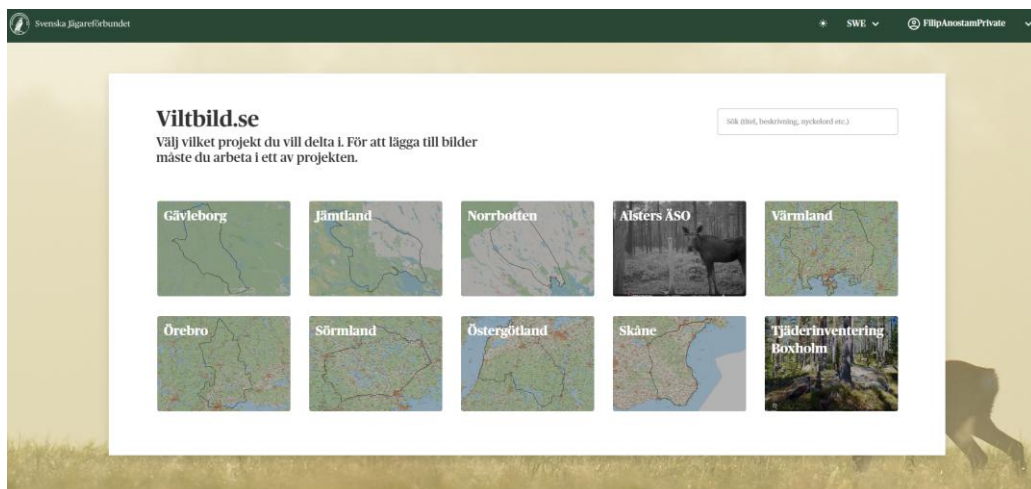 Svenska Jägareförbundet
SWE
FilipAnostamPrivate
Viltbild.se
Sök (titel, beskrivning, nyckelord etc.)
Välj vilket projekt du vill delta i. För att lägga till bilder
måste du arbeta i ett av projekten.
Gävleborg
Jämtland
Norrbotten
Alsters ÄSO
Värmland
Örebro
Sörmland
Östergötland
Skåne
Tjäderinventering
Boxholm